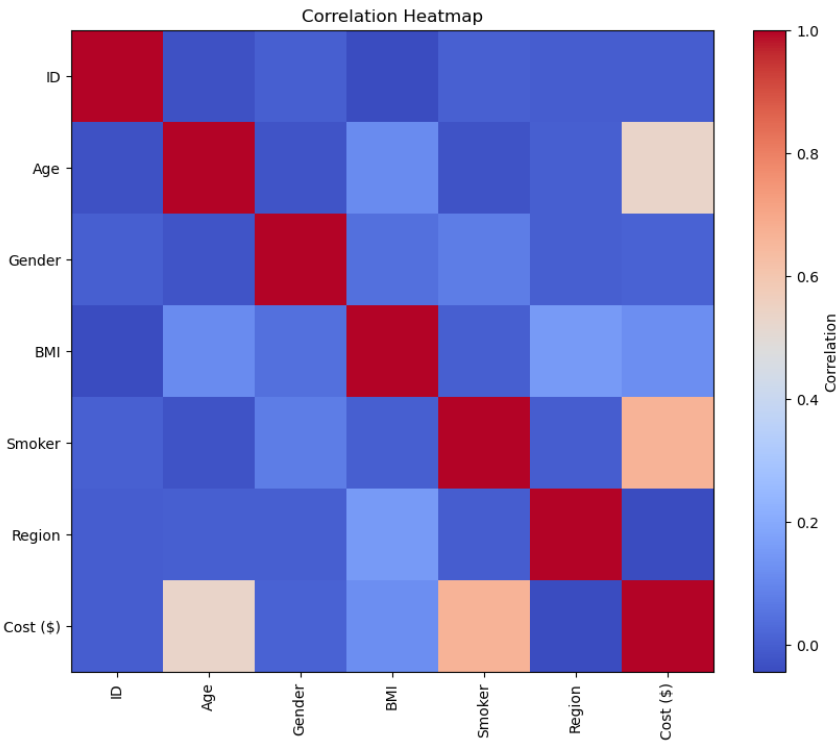 Correlation Heatmap
ID
Age
Gender
BMI
Smoker
Region
Cost ($)
ID
Age
Gender
BMI
Smoker
Region
Cost ($)
1.0
0.8
0.6
0.4
0.2
0.0
Correlation